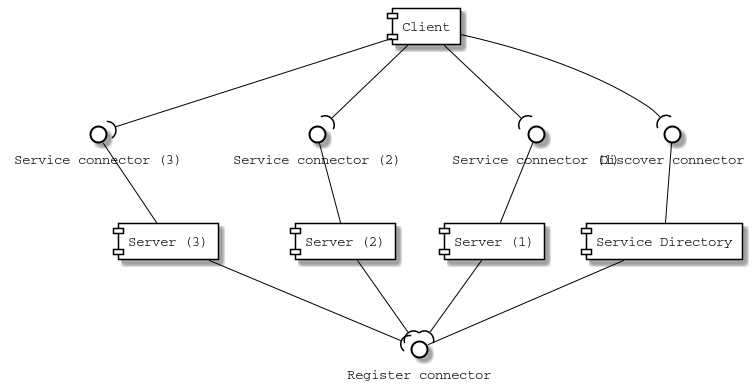 Client
Service connector (3)
Service connector (2)
Service connector (1)
Discover connector
Server (3)
Server (2)
Server (1)
Service Directory
Register connector